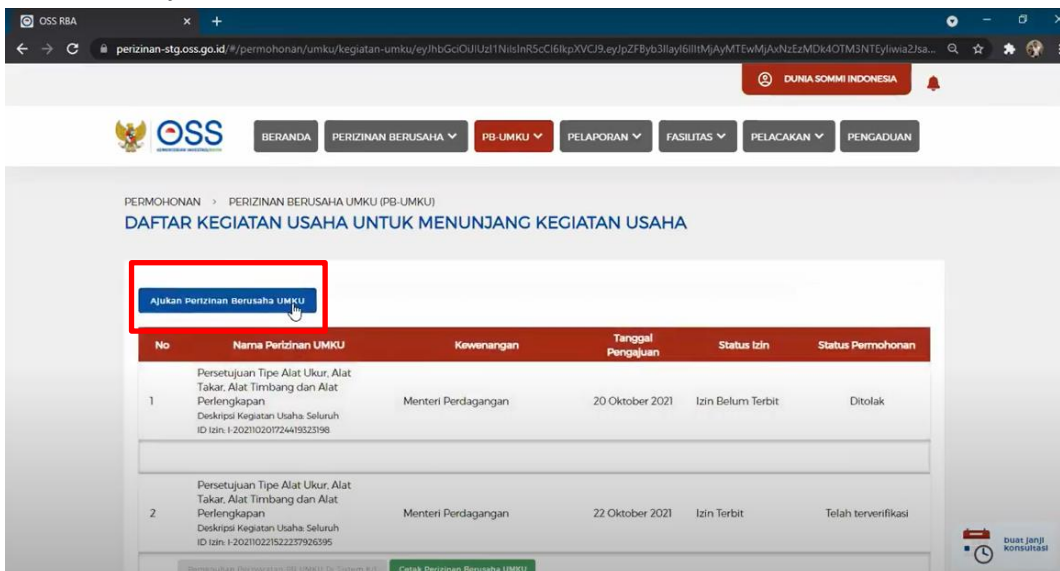 OSS RBA
perizinan-stg.oss.go.id/#/permohonan/umku/kegiatan-umku/
DUNIA SOMMI INDONESIA
OSS
BERANDA PERIZINAN BERUSAHA PB-UMKU PELAPORAN FASILITAS PELACAKAN PENGADUAN
PERMOHONAN > PERIZINAN BERUSAHA UMKU (PB-UMKU)
DAFTAR KEGIATAN USAHA UNTUK MENUNJANG KEGIATAN USAHA
Ajukan Perizinan Berusaha UMKU
No Nama Perizinan UMKU Kewenangan Tanggal Pengajuan Status Izin Status Permohonan
Persetujuan Tipe Alat Ukur, Alat
Takar, Alat Timbang dan Alat
1 Perlengkapan Menteri Perdagangan 20 Oktober 2021 Izin Belum Terbit Ditolak
Deskripsi Kegiatan Usaha: Seluruh
ID Izin: I-202110201724419323198
Persetujuan Tipe Alat Ukur, Alat
Takar, Alat Timbang dan Alat
2 Perlengkapan Menteri Perdagangan 22 Oktober 2021 Izin Terbit Telah terverifikasi
Deskripsi Kegiatan Usaha: Seluruh
ID Izin: I-202110221522237926395
Cetak Perizinan Berusaha UMKU
buat janji
konsultasi